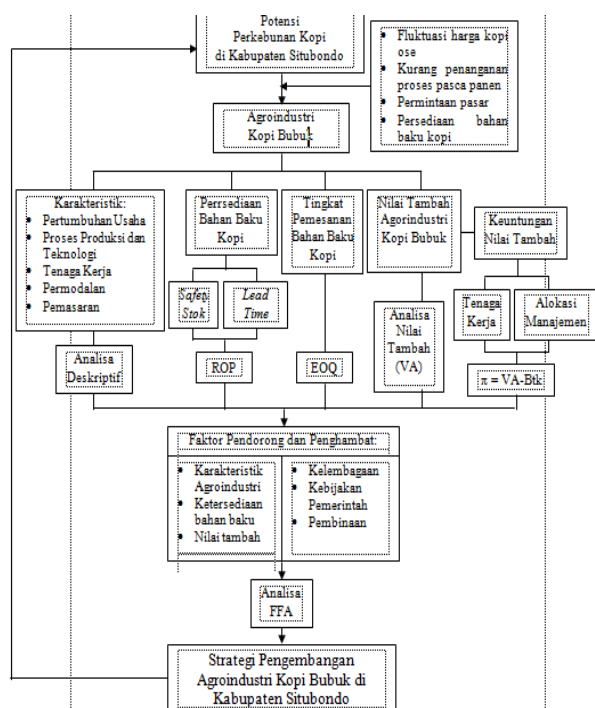 Potensi
Perkebunan Kopi
di Kabupaten Situbondo
Fluktuasi harga kopi
ose
Kurang penanganan
proses pasca panen
Permintaan pasar
Persediaan bahan
baku kopi
Agroindustri
Kopi Bubuk
Karakteristik:
Pertumbuhan Usaha
Proses Produksi dan
Teknologi
Tenaga Kerja
Permodalan
Pemasaran
Perrsediaan
Bahan Baku
Kopi
Tingkat
Pemesanan
Bahan Baku
Kopi
Nilai Tambah
Agorindustri
Kopi Bubuk
Keuntungan
Nilai Tambah
Safety
Stok
Lead
Time
Analisa
Nilai
Tambah
(VA)
Tenaga
Kerja
Alokasi
Manajemen
Analisa
Deskriptif
ROP
EOQ
π = VA-Btk
Faktor Pendorong dan Penghambat:
Karakteristik
Agroindustri
Ketersediaan
bahan baku
Nilai tambah
Kelembagaan
Kebijakan
Pemerintah
Pembinaan
Analisa
FFA
Strategi Pengembangan
Agroindustri Kopi Bubuk di
Kabupaten Situbondo